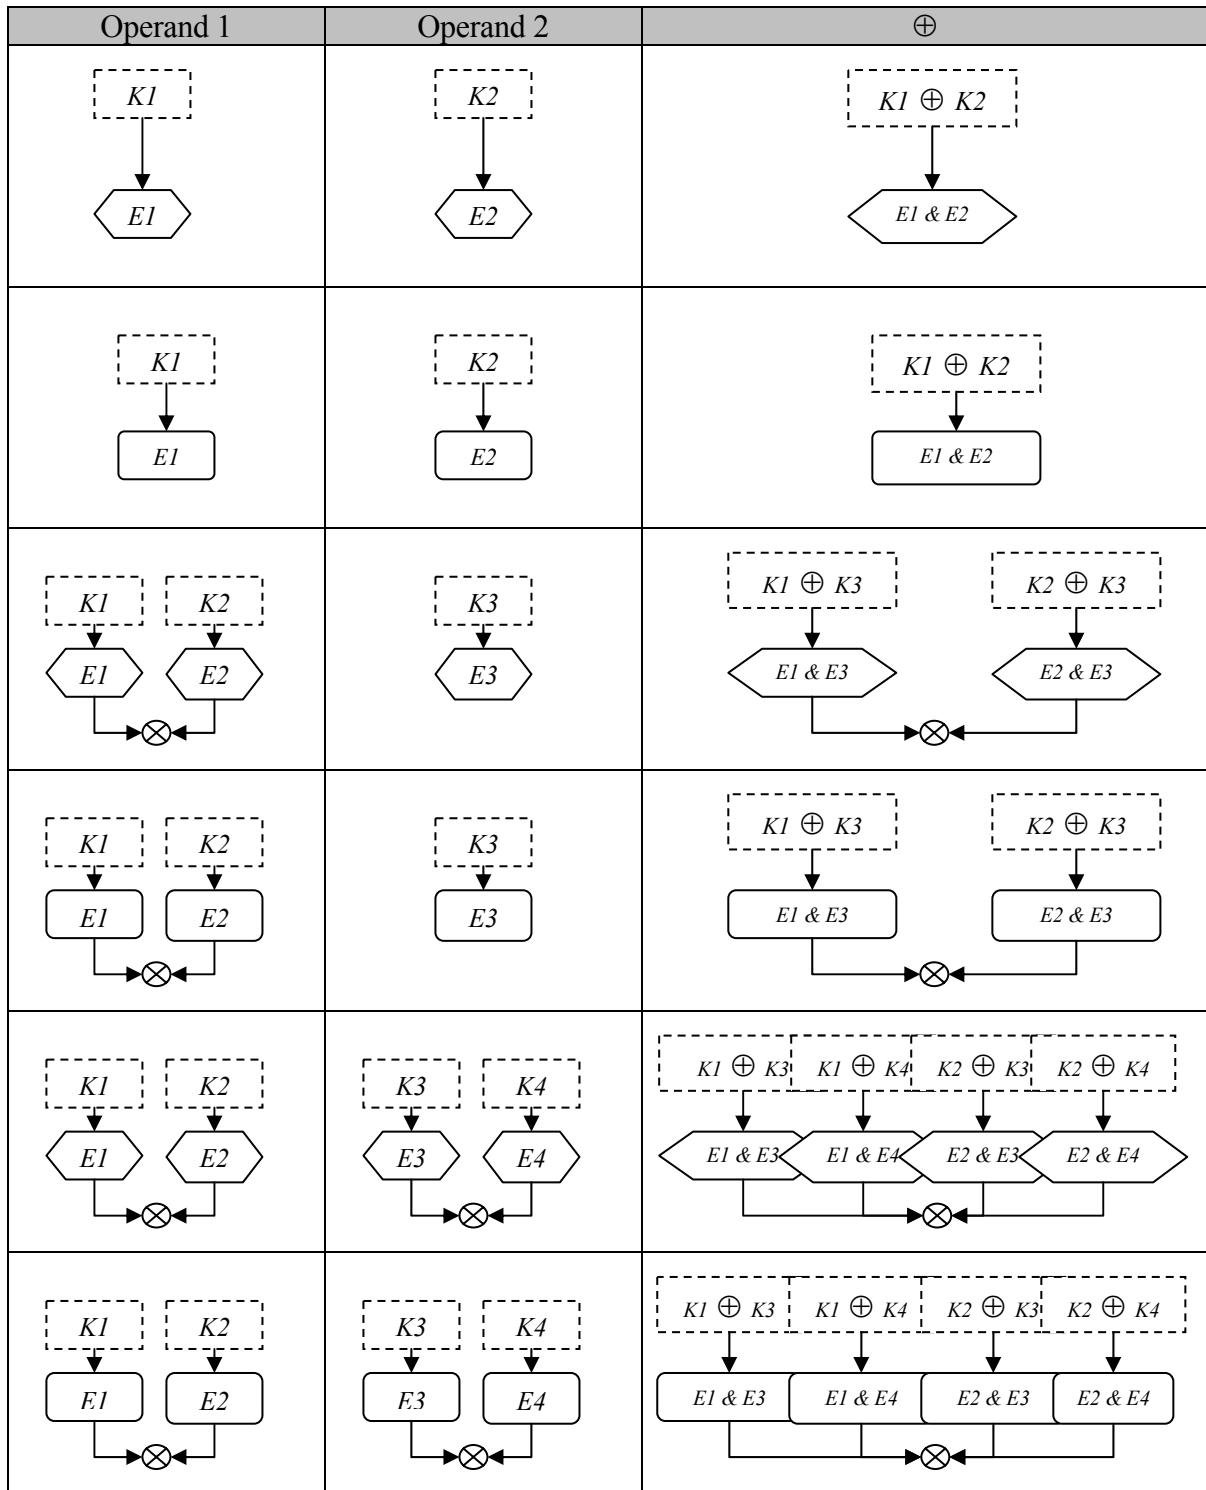 Operand 1 Operand 2 ⊕
K1 K2 K1 ⊕ K2
E1 E2 E1 & E2
K1 K2 K1 ⊕ K2
E1 E2 E1 & E2
K1 K2 K3 K1 ⊕ K3 K2 ⊕ K3
E1 E2 E3 E1 & E3 E2 & E3
K1 K2 K3 K1 ⊕ K3 K2 ⊕ K3
E1 E2 E3 E1 & E3 E2 & E3
K1 K2 K3 K4 K1 ⊕ K3 K1 ⊕ K4 K2 ⊕ K3 K2 ⊕ K4
E1 E2 E3 E4 E1 & E3 E1 & E4 E2 & E3 E2 & E4
K1 K2 K3 K4 K1 ⊕ K3 K1 ⊕ K4 K2 ⊕ K3 K2 ⊕ K4
E1 E2 E3 E4 E1 & E3 E1 & E4 E2 & E3 E2 & E4